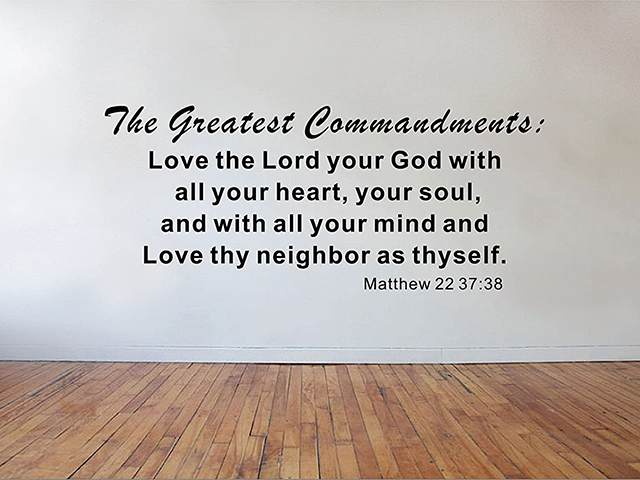 The Greatest Commandments:
Love the Lord your God with
all your heart, your soul,
and with all your mind and
Love thy neighbor as thyself.
Matthew 22 37:38